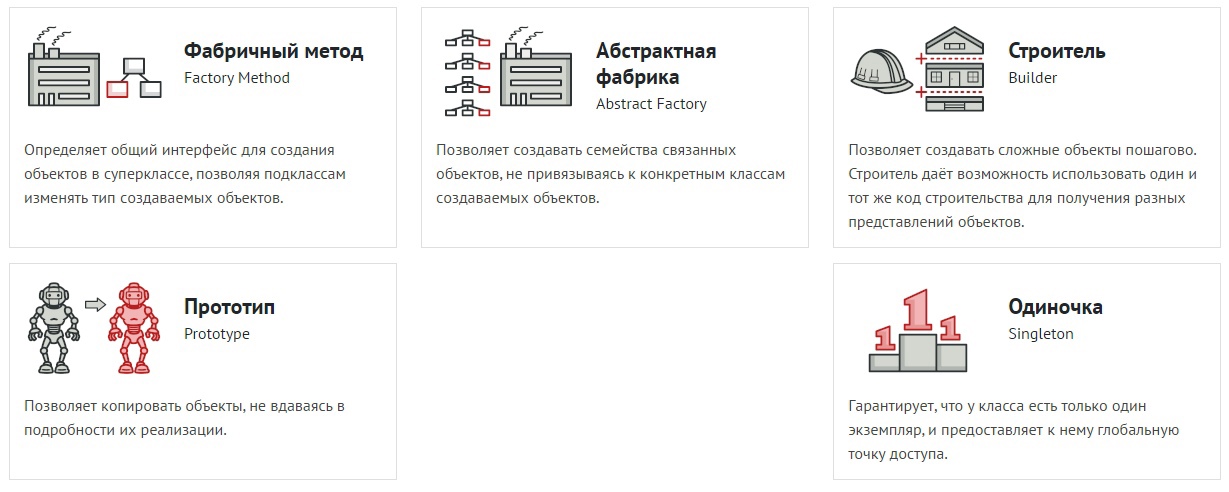 Фабричный метод
Factory Method
Определяет общий интерфейс для создания
объектов в суперклассе, позволяя подклассам
изменять тип создаваемых объектов.
Абстрактная
фабрика
Abstract Factory
Позволяет создавать семейства связанных
объектов, не привязываясь к конкретным классам
создаваемых объектов.
Строитель
Builder
Позволяет создавать сложные объекты пошагово.
Строитель даёт возможность использовать один и
тот же код строительства для получения разных
представлений объектов.
Прототип
Prototype
Позволяет копировать объекты, не вдаваясь в
подробности их реализации.
1
1
1
Одиночка
Singleton
Гарантирует, что у класса есть только один
экземпляр, и предоставляет к нему глобальную
точку доступа.